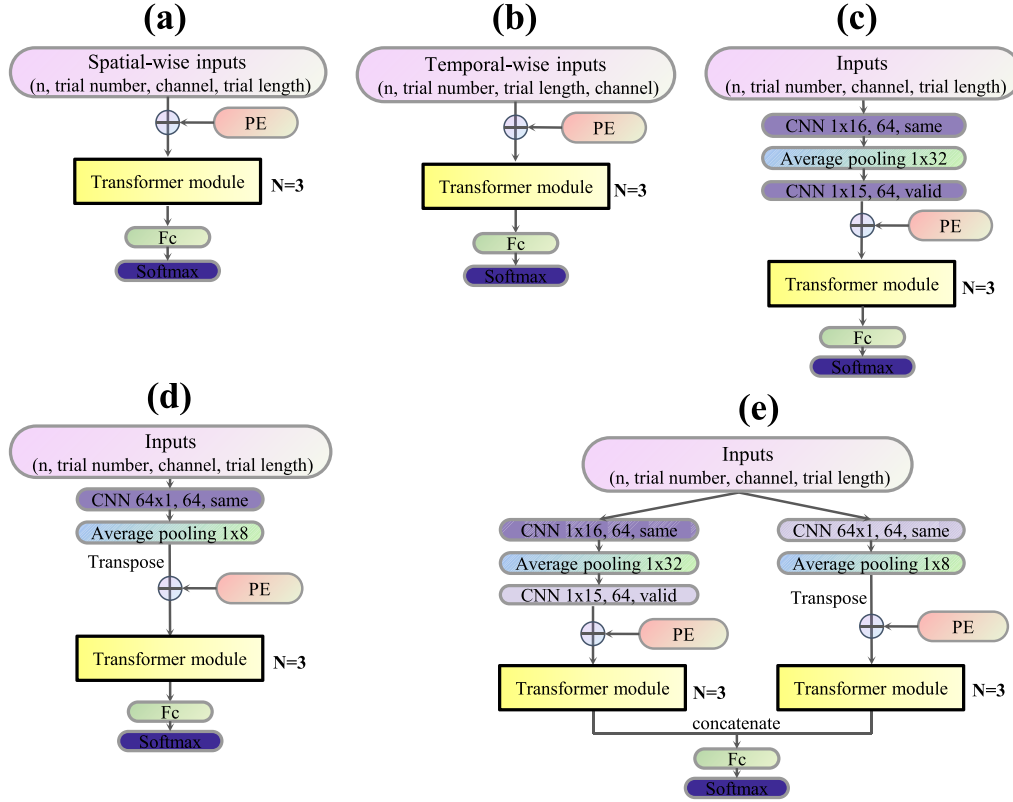 (a)
Spatial-wise inputs
(n, trial number, channel, trial length)
PE
Transformer module
N=3
Fc
Softmax
(b)
Temporal-wise inputs
(n, trial number, trial length, channel)
PE
Transformer module
N=3
Fc
Softmax
(c)
Inputs
(n, trial number, channel, trial length)
CNN 1x16, 64, same
Average pooling 1x32
CNN 1x15, 64, valid
PE
Transformer module
N=3
Fc
Softmax
(d)
Inputs
(n, trial number, channel, trial length)
CNN 64x1, 64, same
Average pooling 1x8
Transpose
PE
Transformer module
N=3
Fc
Softmax
(e)
Inputs
(n, trial number, channel, trial length)
CNN 1x16, 64, same
Average pooling 1x32
CNN 1x15, 64, valid
PE
Transformer module
N=3
CNN 64x1, 64, same
Average pooling 1x8
Transpose
PE
Transformer module
N=3
concatenate
Fc
Softmax